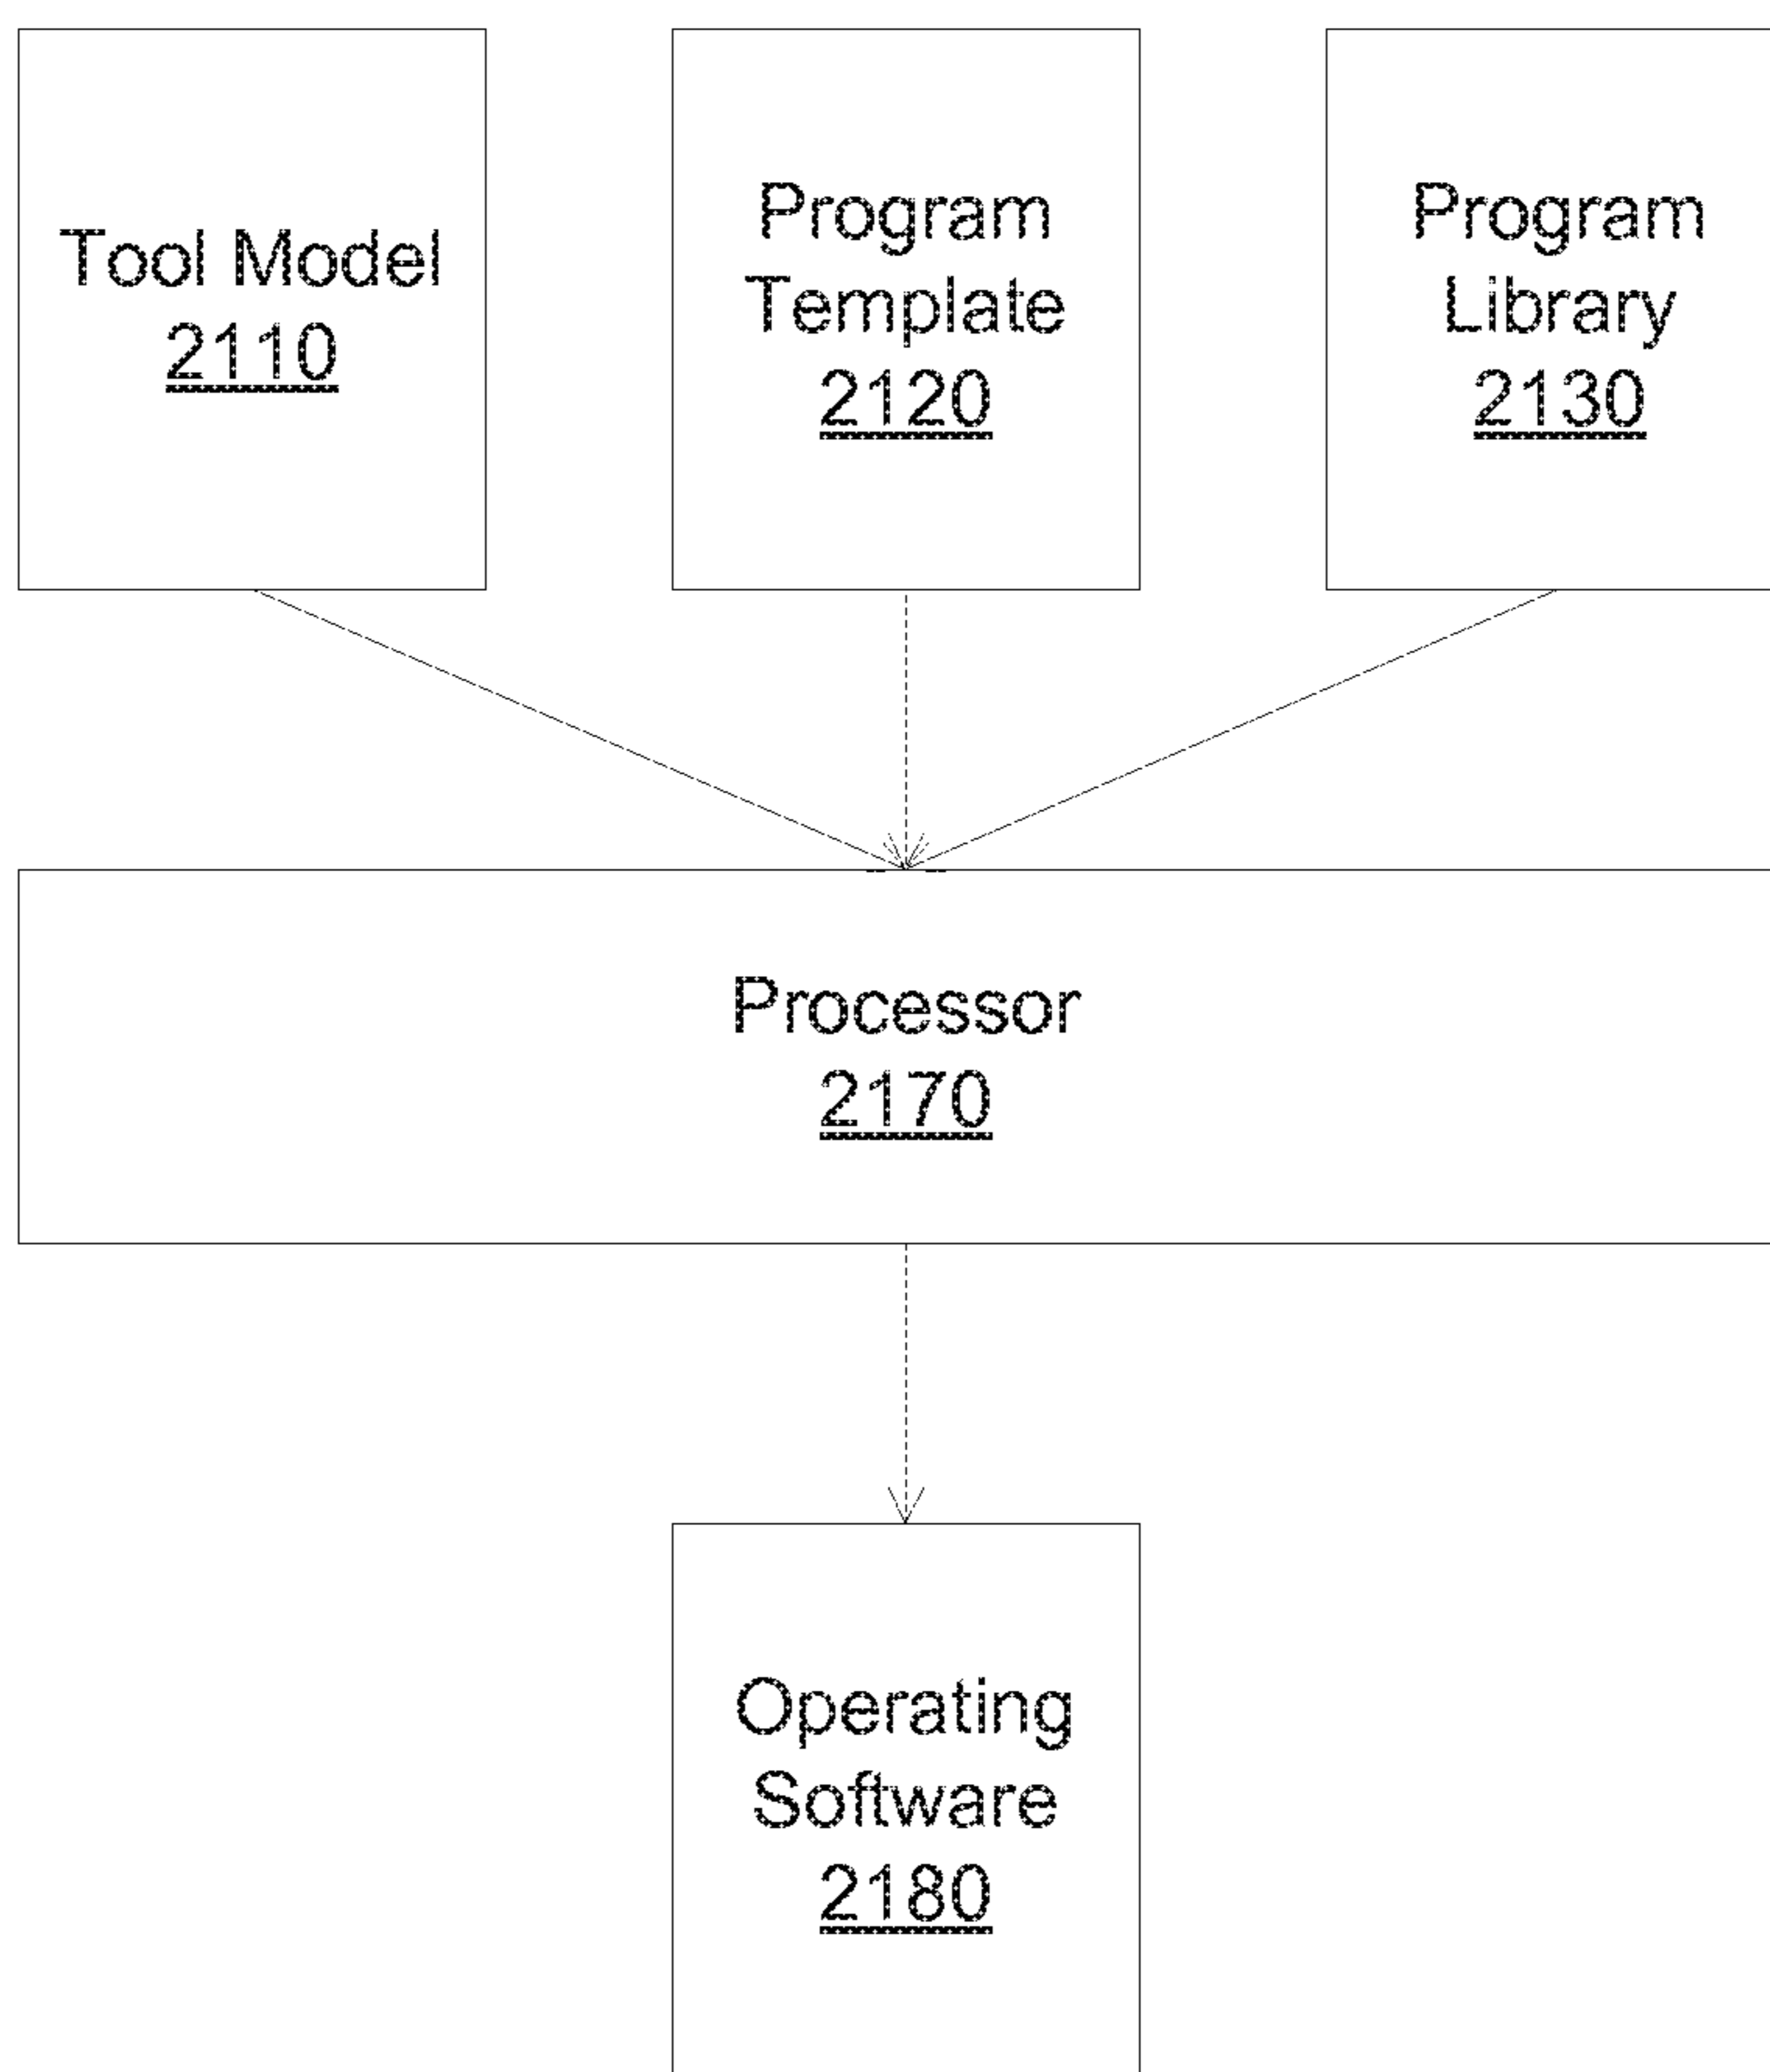 Tool Model
2110
Program
Template
2120
Program
Library
2130
Processor
2170
Operating
Software
2180